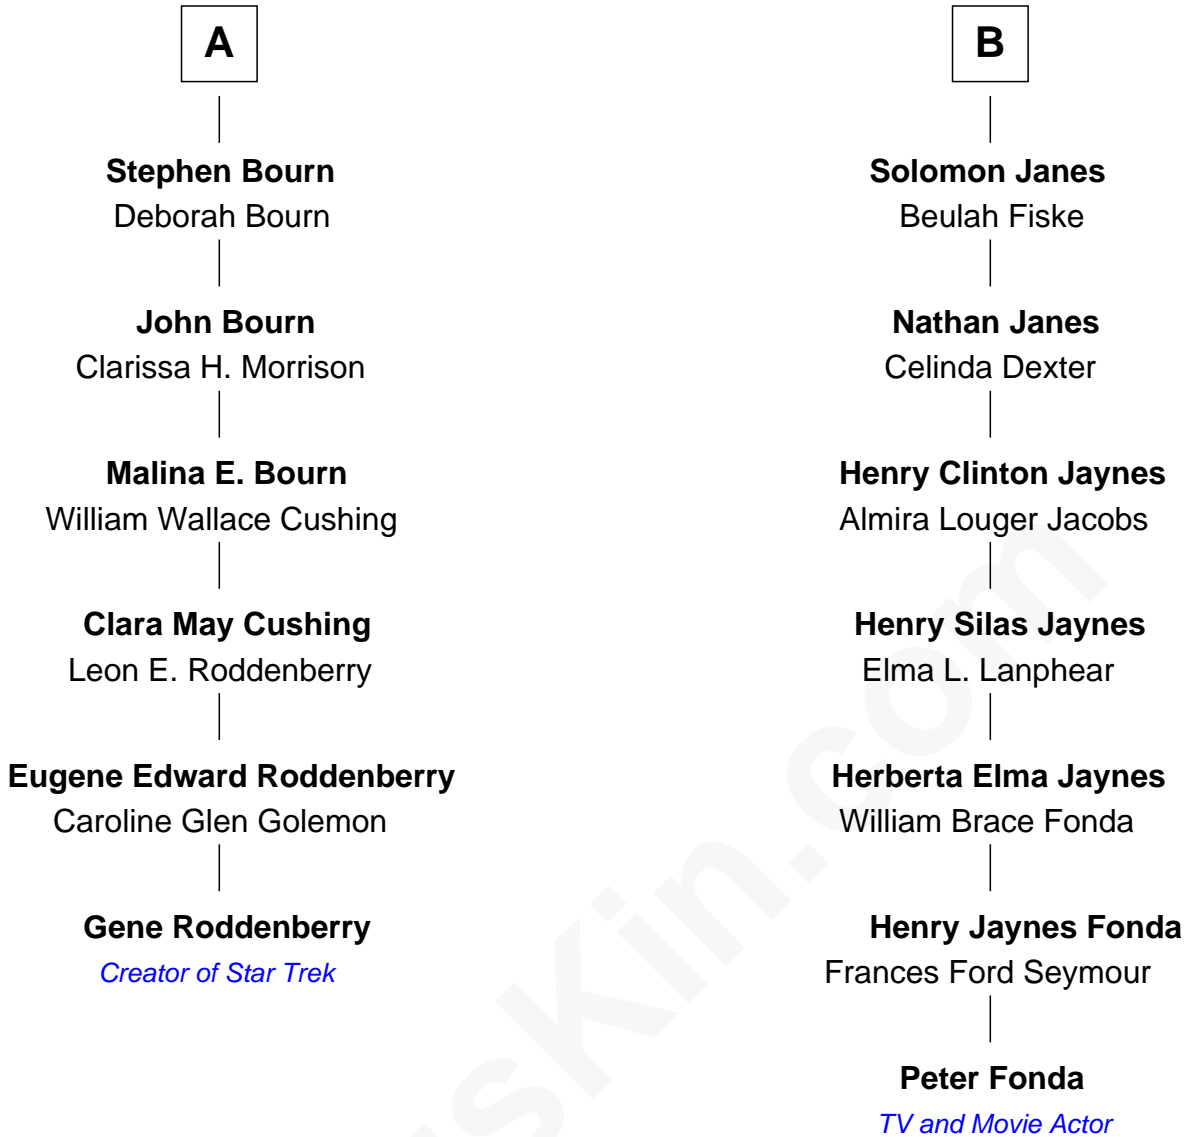 A
Stephen Bourn
Deborah Bourn
John Bourn
Clarissa H. Morrison
Malina E. Bourn
William Wallace Cushing
Clara May Cushing
Leon E. Roddenberry
Eugene Edward Roddenberry
Caroline Glen Golemon
Gene Roddenberry
Creator of Star Trek
B
Solomon Janes
Beulah Fiske
Nathan Janes
Celinda Dexter
Henry Clinton Jaynes
Almira Louger Jacobs
Henry Silas Jaynes
Elma L. Lanphear
Herberta Elma Jaynes
William Brace Fonda
Henry Jaynes Fonda
Frances Ford Seymour
Peter Fonda
TV and Movie Actor
sKin.com